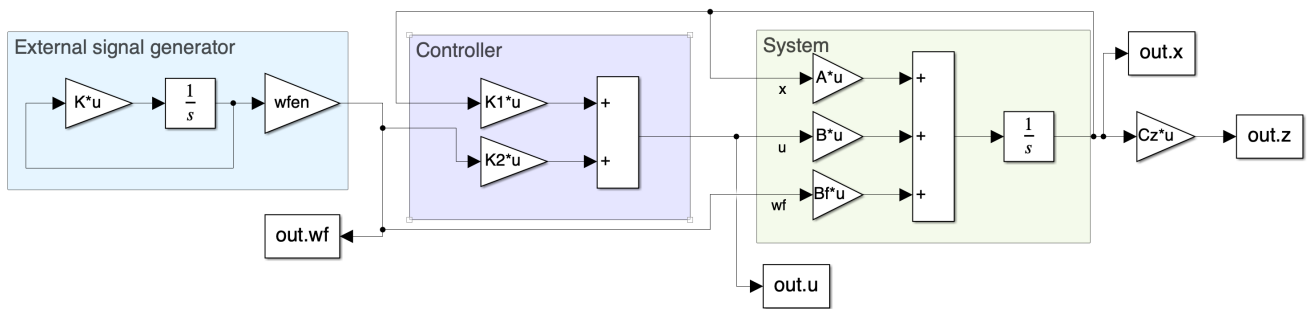 External signal generator
K*u
1
s
wfen
out.wf
Controller
K1*u
K2*u
+
+
System
x
A*u
u
B*u
wf
Bf*u
+
+
+
1
s
out.x
Cz*u
out.z
out.u